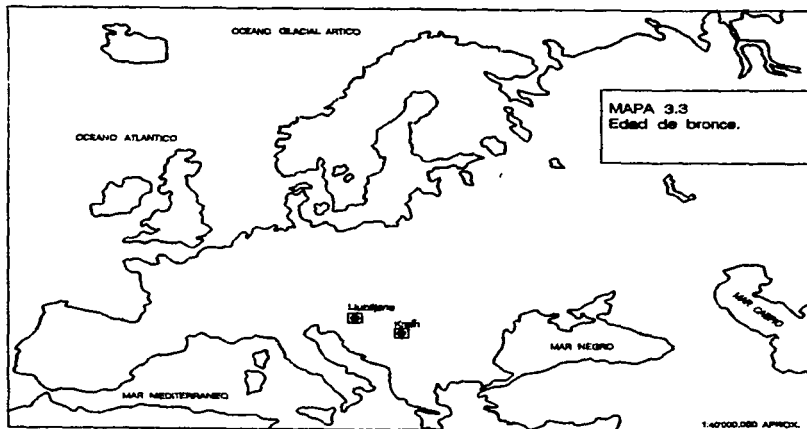 OCEANO GLACIAL ARTICO
MAPA 3.3
Edad de bronce.
OCEANO ATLANTICO
Knin
MAR CASPIO
MAR NEGRO
MAR MEDITERRANEO
1:40'000,000 APROX.